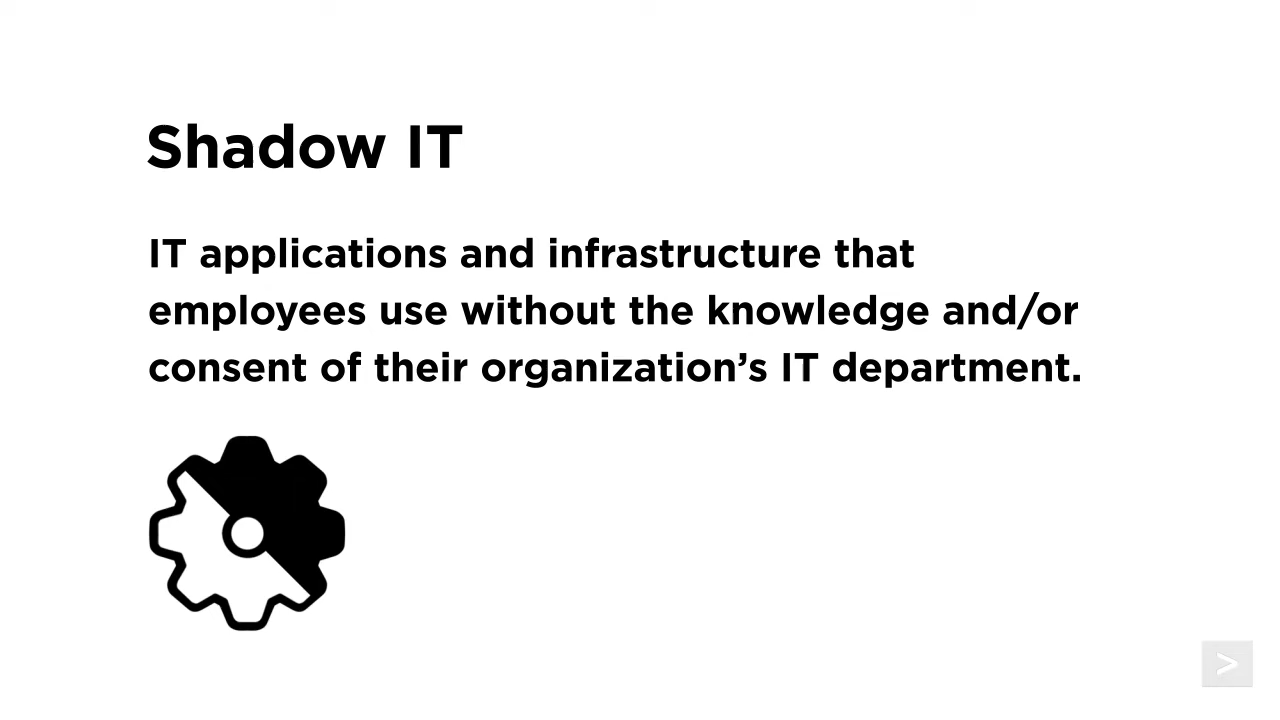 Shadow IT
IT applications and infrastructure that
employees use without the knowledge and/or
consent of their organization’s IT department.
>